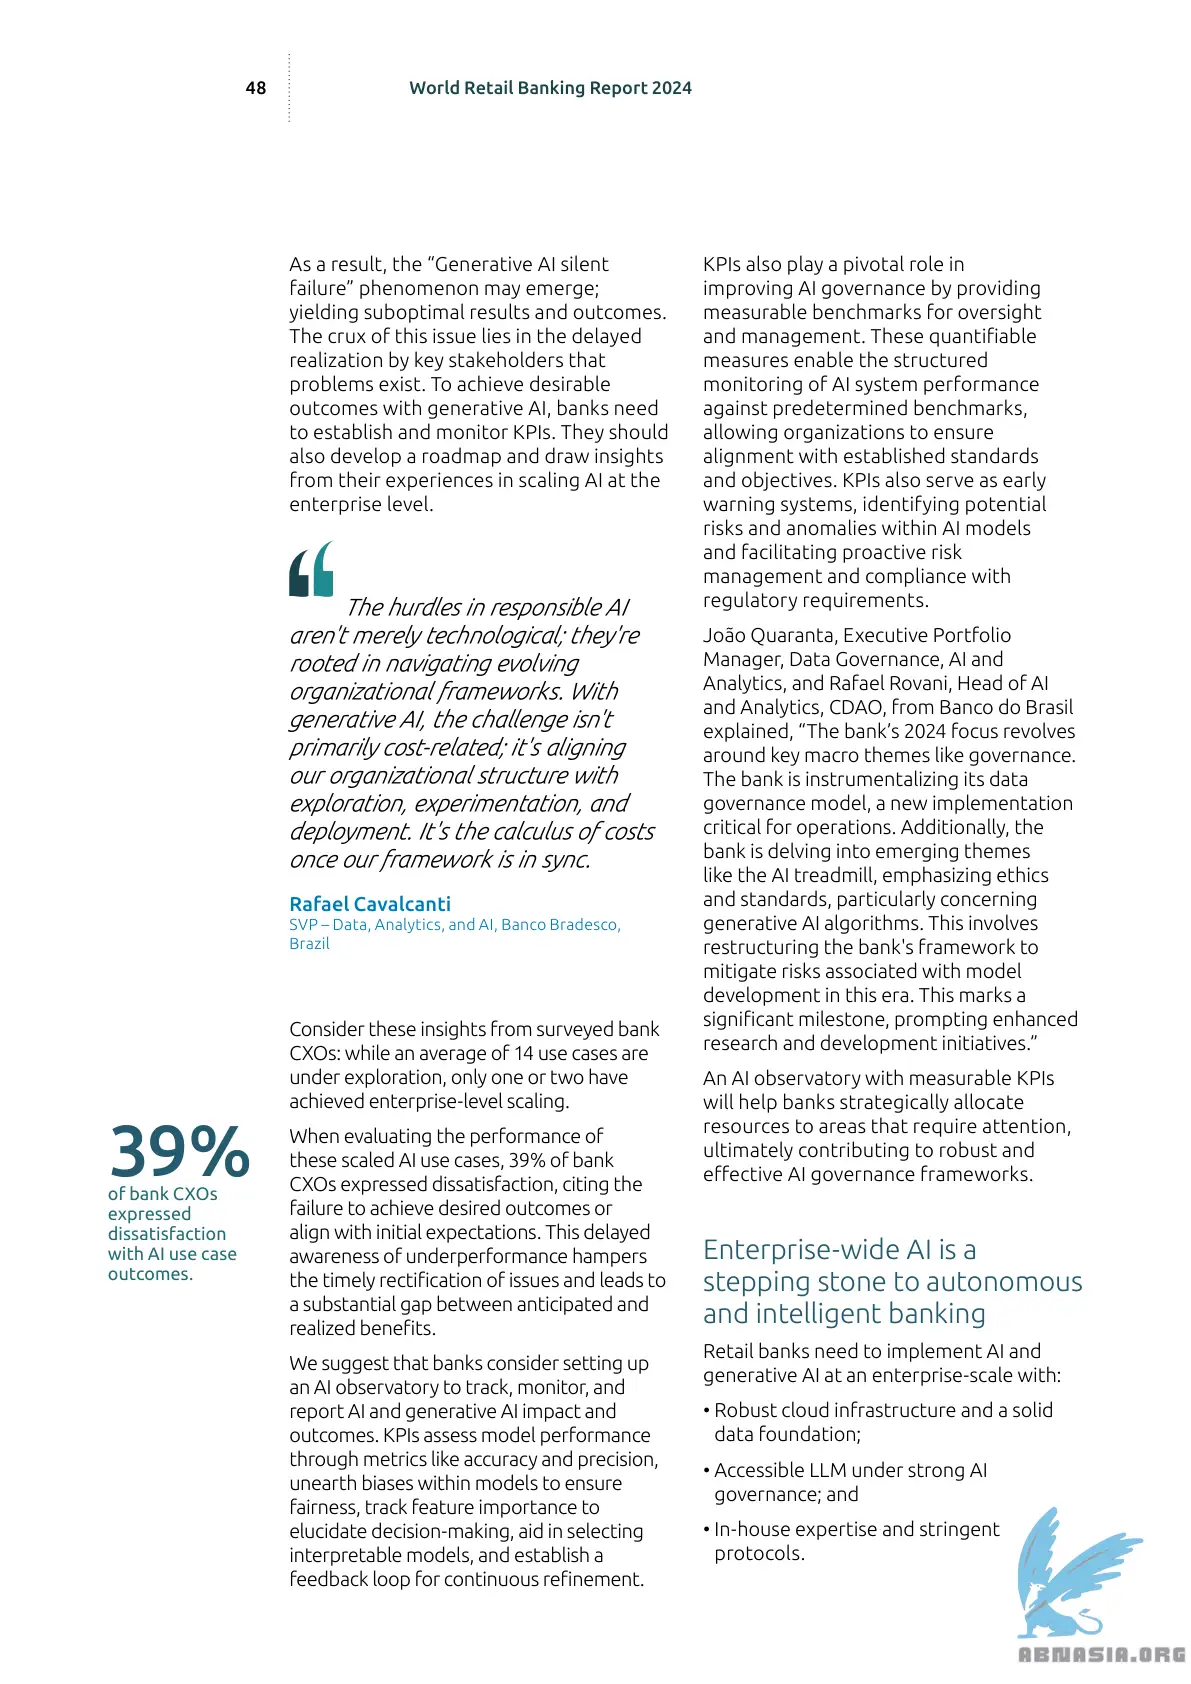 48
World Retail Banking Report 2024
As a result, the “Generative AI silent
failure” phenomenon may emerge;
yielding suboptimal results and outcomes.
The crux of this issue lies in the delayed
realization by key stakeholders that
problems exist. To achieve desirable
outcomes with generative AI, banks need
to establish and monitor KPIs. They should
also develop a roadmap and draw insights
from their experiences in scaling AI at the
enterprise level.
The hurdles in responsible AI
aren't merely technological; they're
rooted in navigating evolving
organizational frameworks. With
generative AI, the challenge isn't
primarily cost-related; it's aligning
our organizational structure with
exploration, experimentation, and
deployment. It's the calculus of costs
once our framework is in sync.
Rafael Cavalcanti
SVP – Data, Analytics, and AI, Banco Bradesco,
Brazil
Consider these insights from surveyed bank
CXOs: while an average of 14 use cases are
under exploration, only one or two have
achieved enterprise-level scaling.
39%
of bank CXOs
expressed
dissatisfaction
with AI use case
outcomes.
When evaluating the performance of
these scaled AI use cases, 39% of bank
CXOs expressed dissatisfaction, citing the
failure to achieve desired outcomes or
align with initial expectations. This delayed
awareness of underperformance hampers
the timely rectification of issues and leads to
a substantial gap between anticipated and
realized benefits.
We suggest that banks consider setting up
an AI observatory to track, monitor, and
report AI and generative AI impact and
outcomes. KPIs assess model performance
through metrics like accuracy and precision,
unearth biases within models to ensure
fairness, track feature importance to
elucidate decision-making, aid in selecting
interpretable models, and establish a
feedback loop for continuous refinement.
KPIs also play a pivotal role in
improving AI governance by providing
measurable benchmarks for oversight
and management. These quantifiable
measures enable the structured
monitoring of AI system performance
against predetermined benchmarks,
allowing organizations to ensure
alignment with established standards
and objectives. KPIs also serve as early
warning systems, identifying potential
risks and anomalies within AI models
and facilitating proactive risk
management and compliance with
regulatory requirements.
João Quaranta, Executive Portfolio
Manager, Data Governance, AI and
Analytics, and Rafael Rovani, Head of AI
and Analytics, CDAO, from Banco do Brasil
explained, “The bank’s 2024 focus revolves
around key macro themes like governance.
The bank is instrumentalizing its data
governance model, a new implementation
critical for operations. Additionally, the
bank is delving into emerging themes
like the AI treadmill, emphasizing ethics
and standards, particularly concerning
generative AI algorithms. This involves
restructuring the bank's framework to
mitigate risks associated with model
development in this era. This marks a
significant milestone, prompting enhanced
research and development initiatives.”
An AI observatory with measurable KPIs
will help banks strategically allocate
resources to areas that require attention,
ultimately contributing to robust and
effective AI governance frameworks.
Enterprise-wide AI is a
stepping stone to autonomous
and intelligent banking
Retail banks need to implement AI and
generative AI at an enterprise-scale with:
• Robust cloud infrastructure and a solid
data foundation;
• Accessible LLM under strong AI
governance; and
• In-house expertise and stringent
protocols.
ABNASIA.ORG